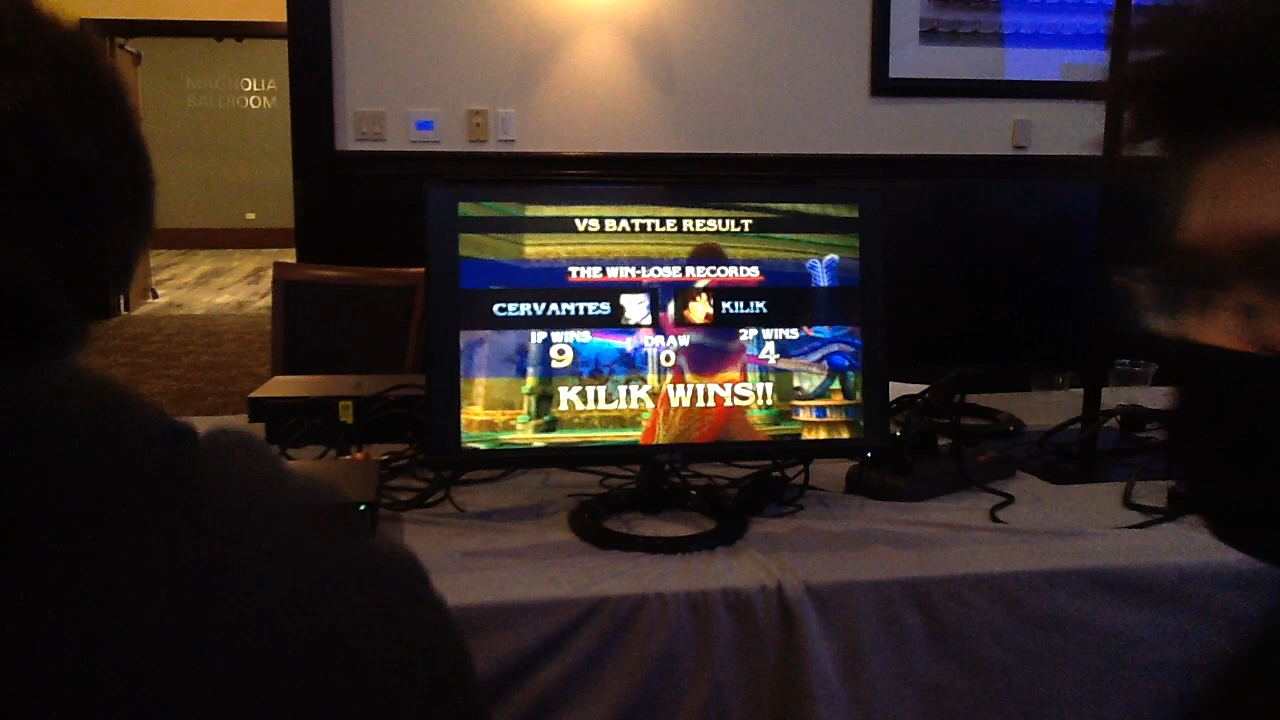 MAGNOLIA
BALLROOM
VS BATTLE RESULT
THE WIN-LOSE RECORDS
CERVANTES KILIK
1P WINS DRAW 2P WINS
9 0 4
KILIK WINS!!